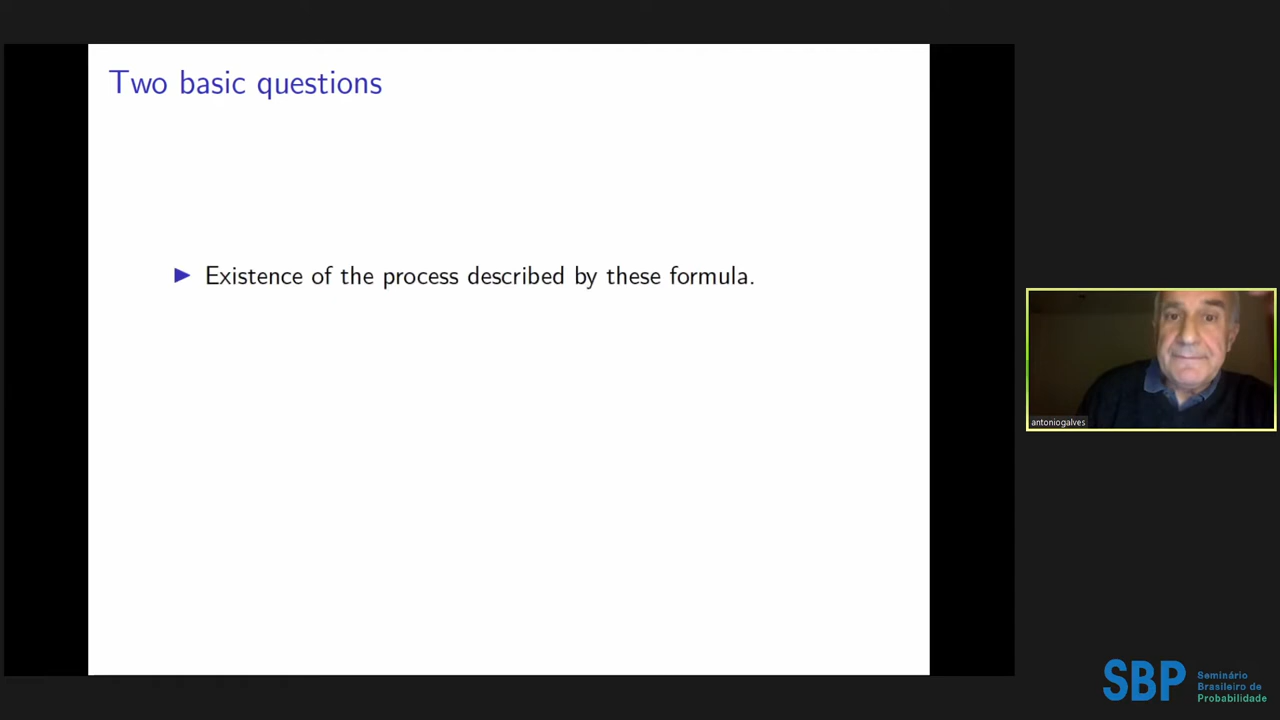 Two basic questions
▶ Existence of the process described by these formula.
antoniogalves
SBP
Seminário
Brasileiro de
Probabilidade